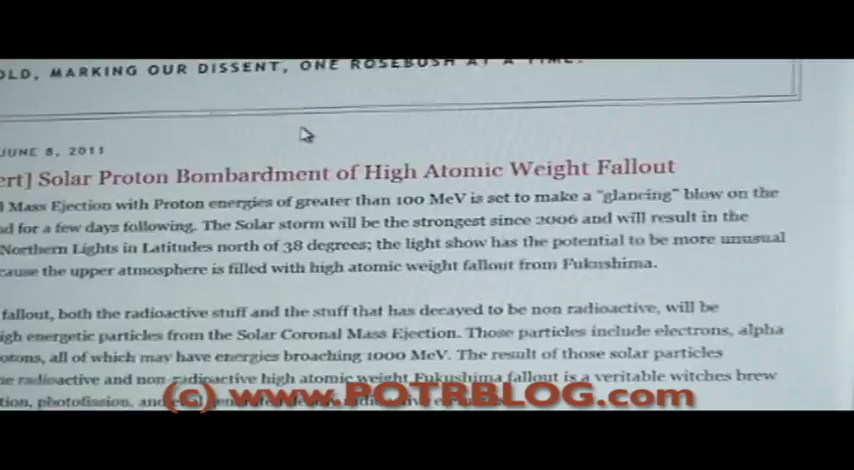 OLD, MARKING OUR DISSENT, ONE ROSEBUSH AT A TIME.
JUNE 8, 2011
ert] Solar Proton Bombardment of High Atomic Weight Fallout
l Mass Ejection with Proton energies of greater than 100 MeV is set to make a "glancing" blow on the
d for a few days following. The Solar storm will be the strongest since 2006 and will result in the
Northern Lights in Latitudes north of 38 degrees; the light show has the potential to be more unusual
cause the upper atmosphere is filled with high atomic weight fallout from Fukushima.
fallout, both the radioactive stuff and the stuff that has decayed to be non radioactive, will be
igh energetic particles from the Solar Coronal Mass Ejection. Those particles include electrons, alpha
otons, all of which may have energies broaching 1000 MeV. The result of those solar particles
e radioactive and non-radioactive high atomic weight Fukushima fallout is a veritable witches brew
tion, photofission, and
(c) www.POTRBLOG.com